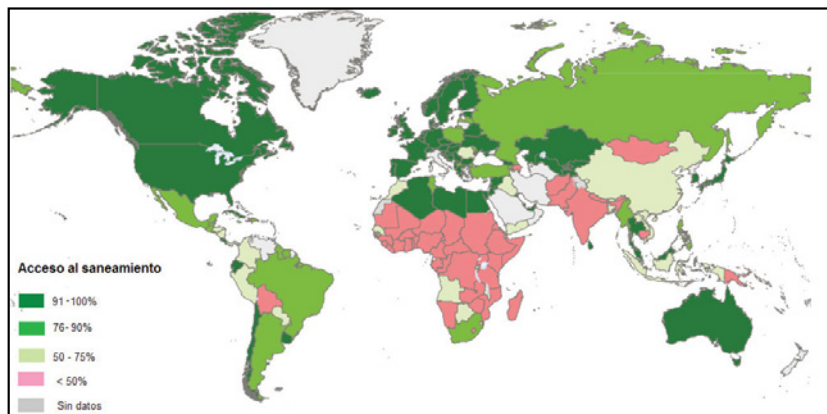 Acceso al saneamiento
91 -100%
76- 90%
50 - 75%
< 50%
Sin datos